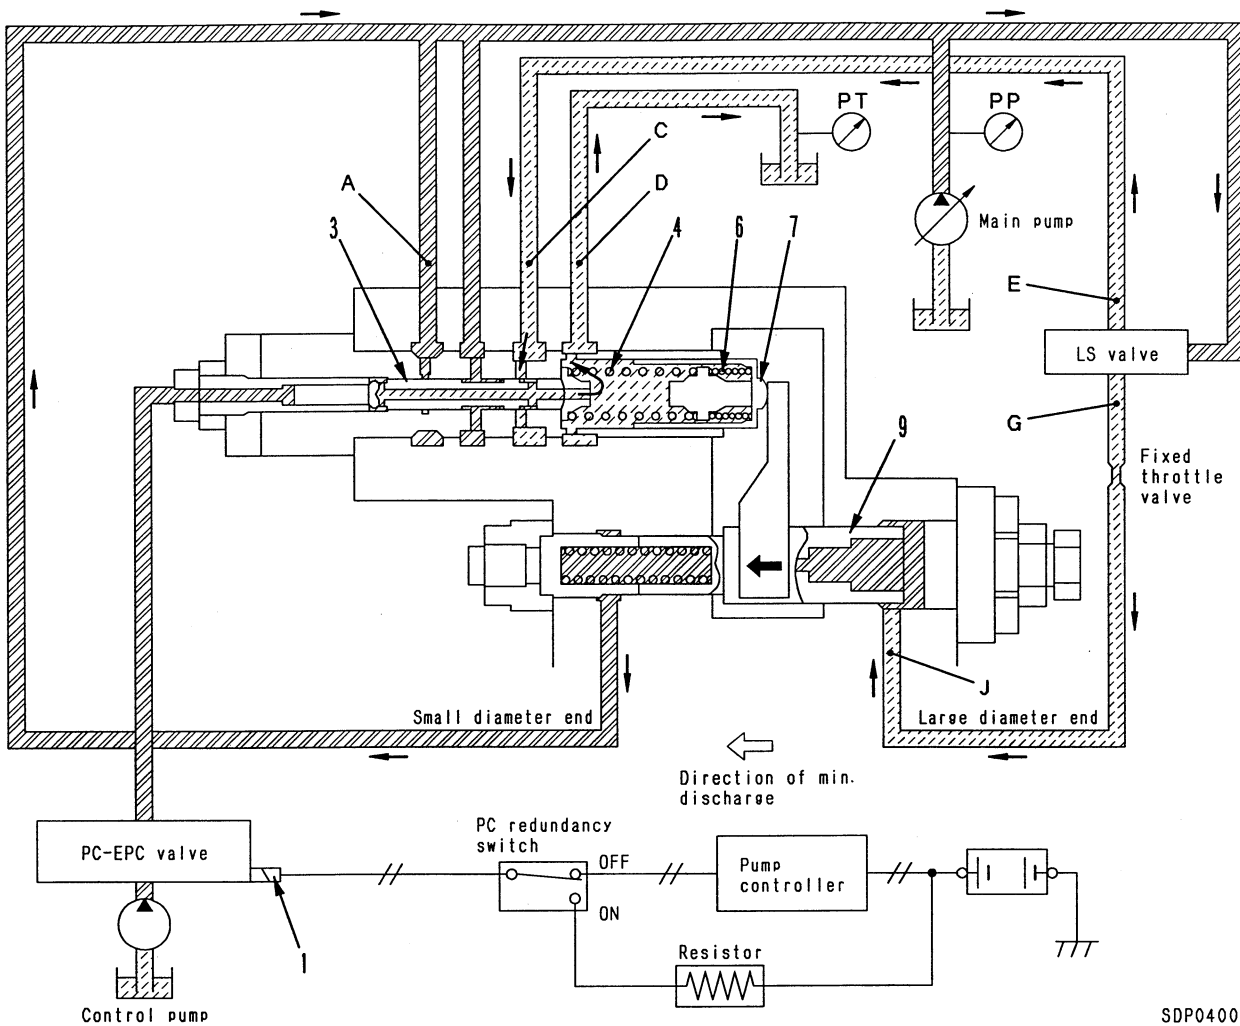 PT
PP
C
A
D
3
4
6
7
Main pump
E
LS valve
G
9
Fixed
throttle
valve
J
Small diameter end
Large diameter end
Direction of min.
discharge
PC redundancy
switch
PC-EPC valve
OFF
Pump
controller
ON
1
Resistor
Control pump
SDP0400